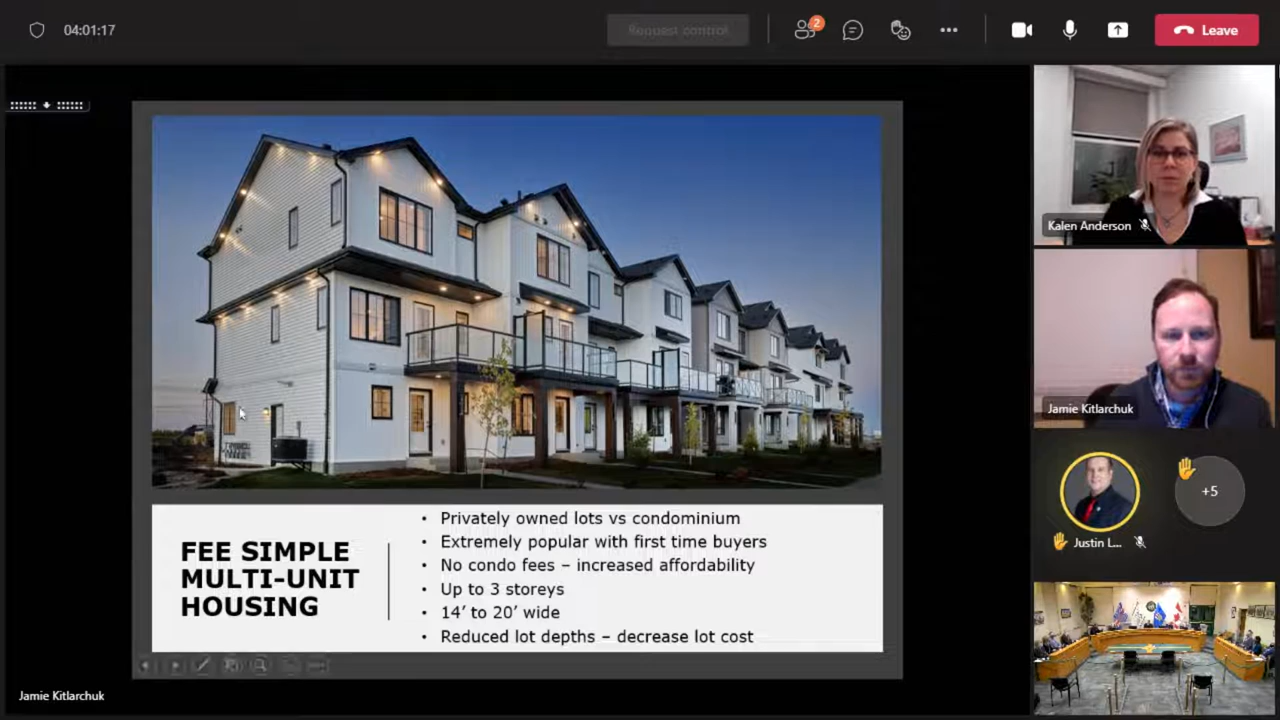 04:01:17
Request control
2
Leave
Kalen Anderson
Jamie Kitlarchuk
+5
Justin L...
FEE SIMPLE
MULTI-UNIT
HOUSING
• Privately owned lots vs condominium
• Extremely popular with first time buyers
• No condo fees – increased affordability
• Up to 3 storeys
• 14’ to 20’ wide
• Reduced lot depths – decrease lot cost
Jamie Kitlarchuk